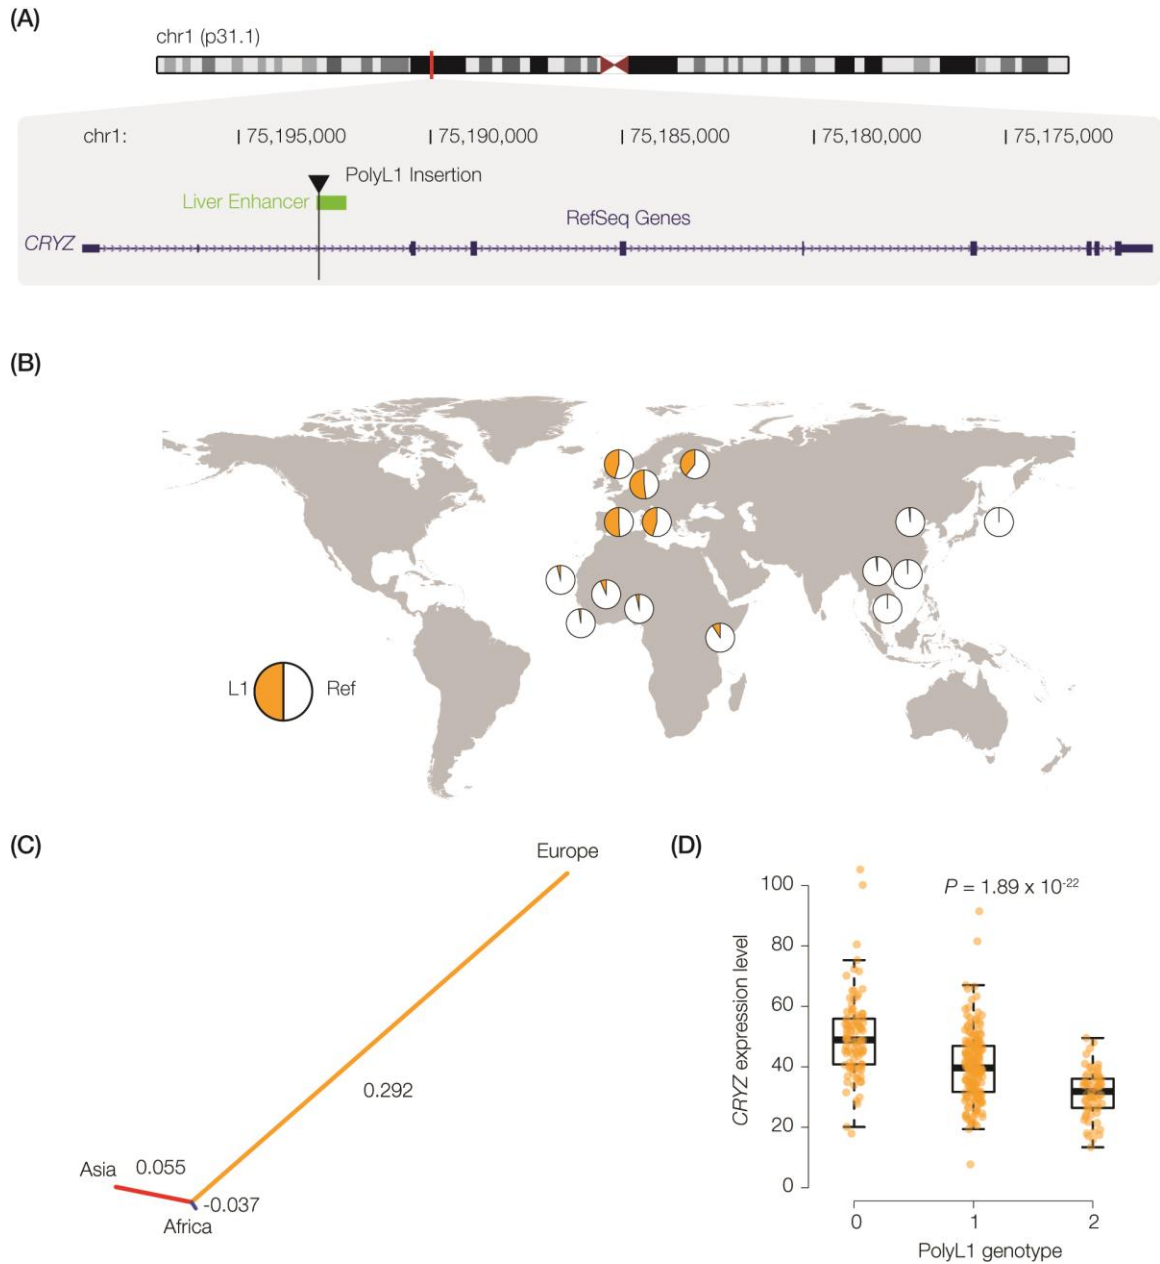 (A)
chr1 (p31.1)
chr1: 75,195,000 75,190,000 75,185,000 75,180,000 75,175,000
PolyL1 Insertion
Liver Enhancer
RefSeq Genes
CRYZ
(B)
L1 Ref
(C)
Europe
0.292
Asia 0.055
-0.037
Africa
(D)
P = 1.89 x 10⁻²²
CRYZ expression level
100
80
60
40
20
0
0 1 2
PolyL1 genotype